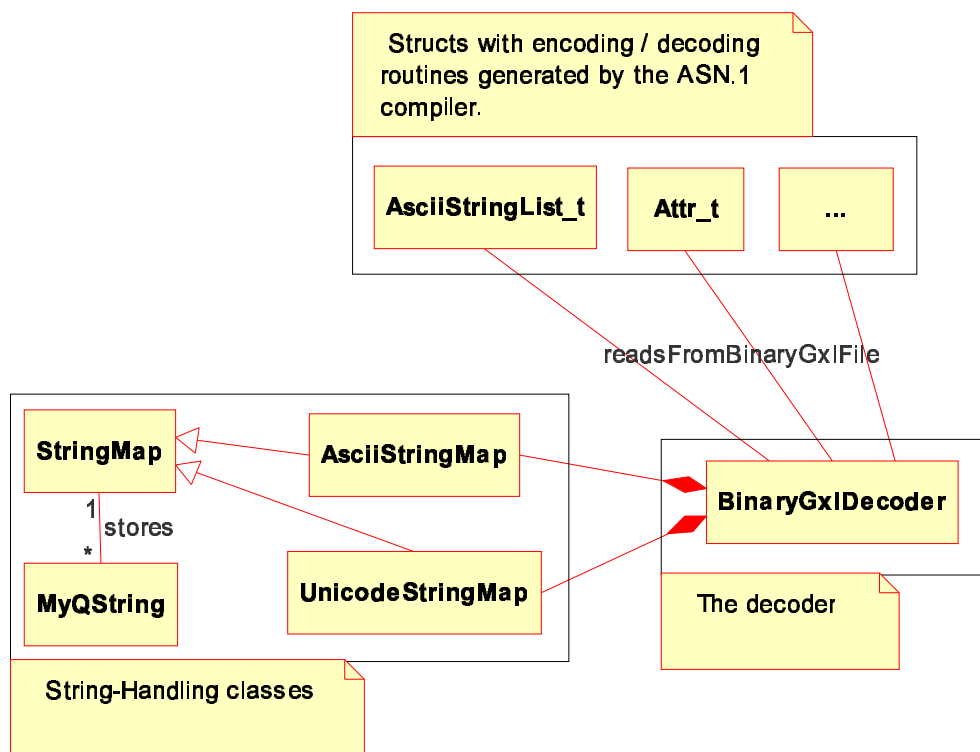 Structs with encoding / decoding
routines generated by the ASN.1
compiler.
AsciiStringList_t
Attr_t
...
readsFromBinaryGxlFile
StringMap
AsciiStringMap
BinaryGxlDecoder
1
stores
*
MyQString
UnicodeStringMap
The decoder
String-Handling classes